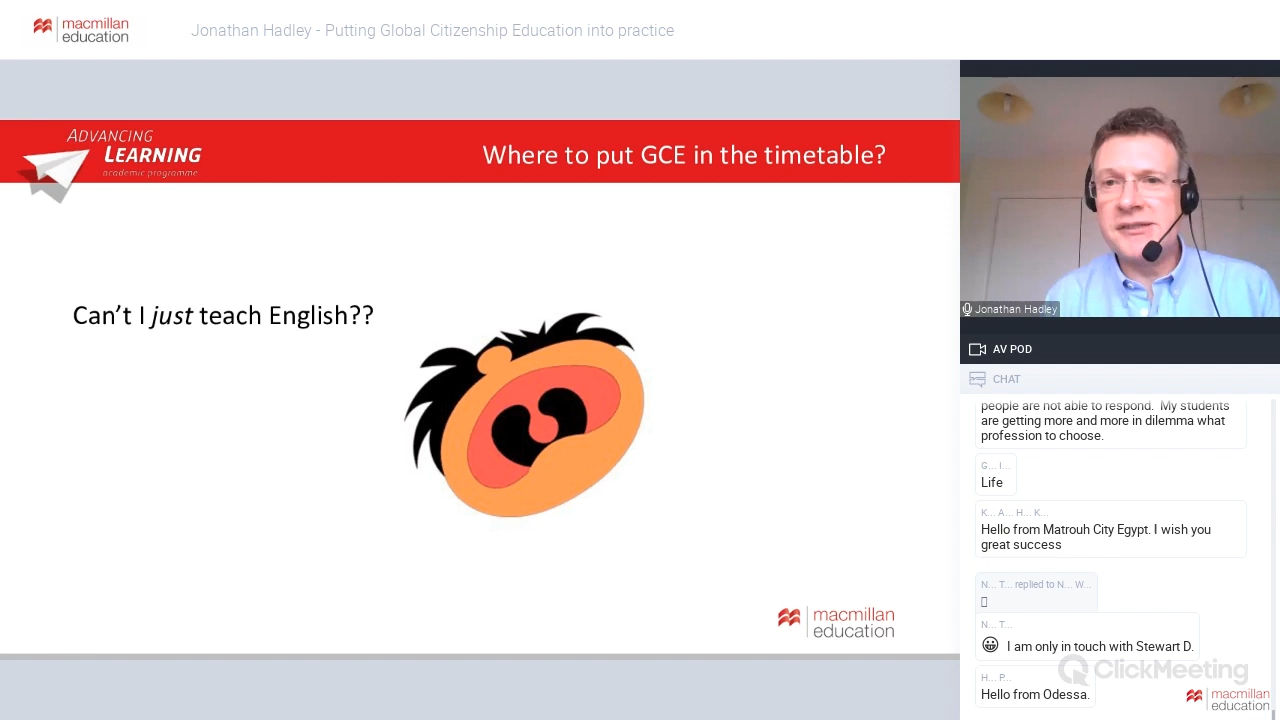 macmillan
education
Jonathan Hadley - Putting Global Citizenship Education into practice
ADVANCING
LEARNING
academic programme
Where to put GCE in the timetable?
Can't I just teach English??
macmillan
education
Jonathan Hadley
AV POD
CHAT
people are not able to respond. My students
are getting more and more in dilemma what
profession to choose.
G... I...
Life
K... A... H... K...
Hello from Matrouh City Egypt. I wish you
great success
N... T... replied to N... W...
N... T...
😀 I am only in touch with Stewart D.
H... P...
Hello from Odessa.
ClickMeeting
macmillan
education